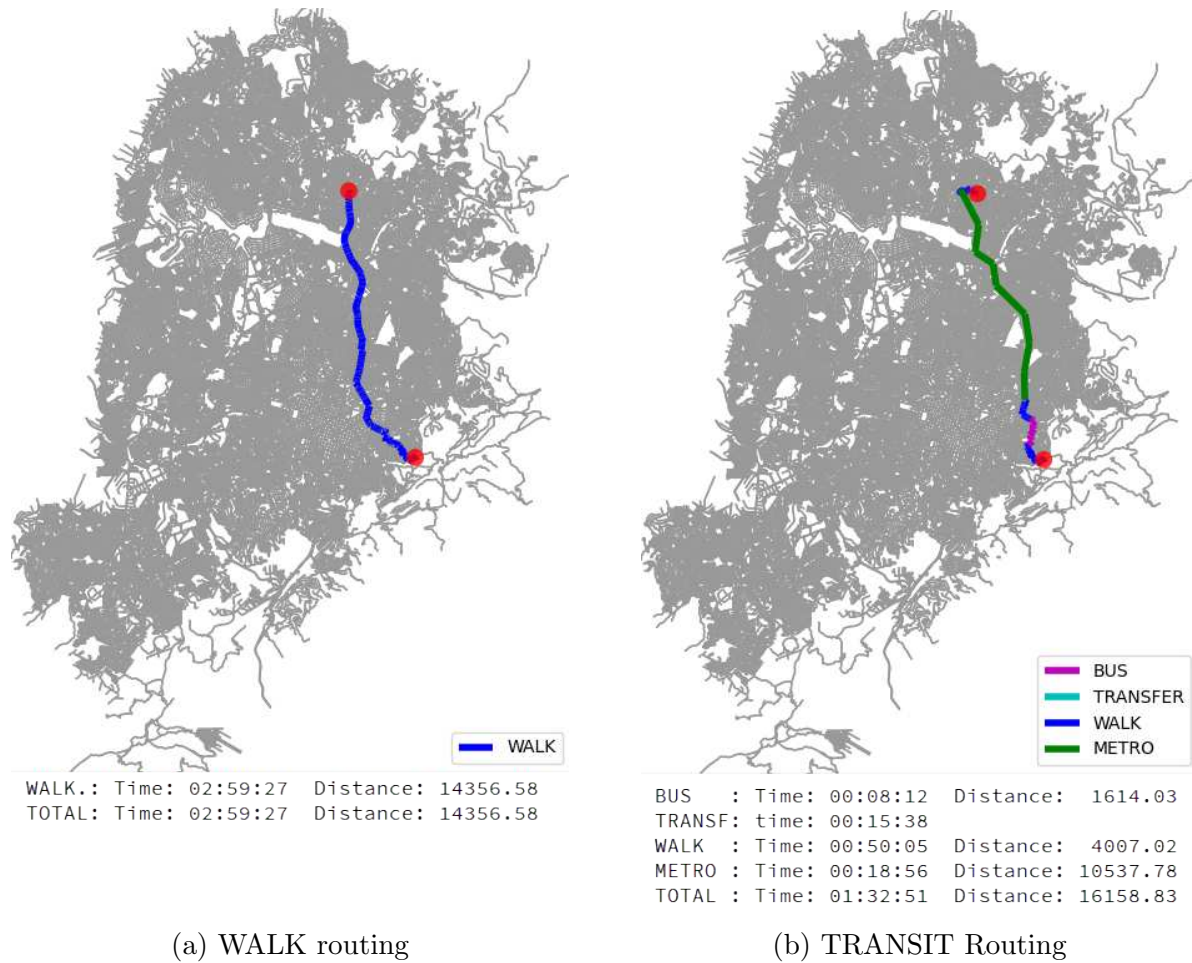 WALK
WALK.: Time: 02:59:27 Distance: 14356.58
TOTAL: Time: 02:59:27 Distance: 14356.58
(a) WALK routing
BUS
TRANSFER
WALK
METRO
BUS : Time: 00:08:12 Distance: 1614.03
TRANSF: time: 00:15:38
WALK : Time: 00:50:05 Distance: 4007.02
METRO : Time: 00:18:56 Distance: 10537.78
TOTAL : Time: 01:32:51 Distance: 16158.83
(b) TRANSIT Routing